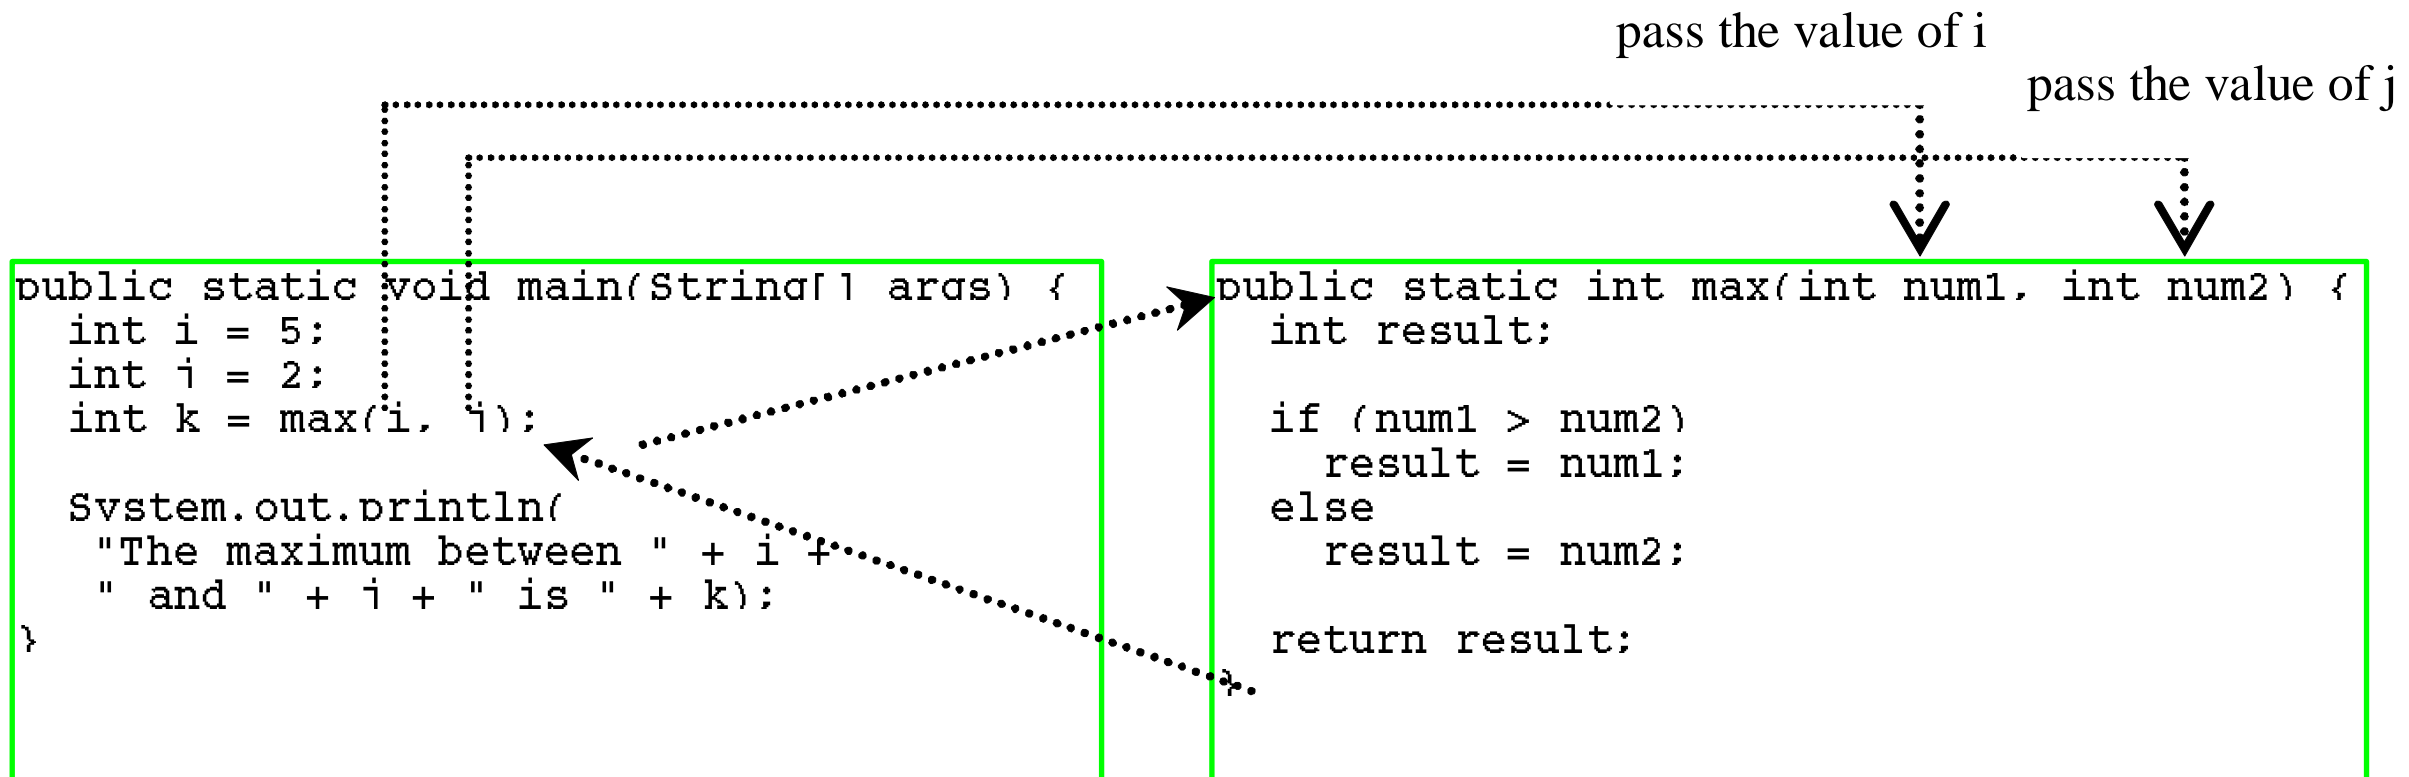 pass the value of i
pass the value of j
public static void main(String[] args) {
  int i = 5;
  int j = 2;
  int k = max(i, j);

  System.out.println(
   "The maximum between " + i +
   " and " + j + " is " + k);
}
public static int max(int num1, int num2) {
  int result;

  if (num1 > num2)
    result = num1;
  else
    result = num2;

  return result;
}